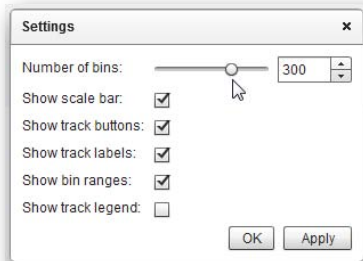 Settings
Number of bins: 300
Show scale bar:
Show track buttons:
Show track labels:
Show bin ranges:
Show track legend:
OK Apply